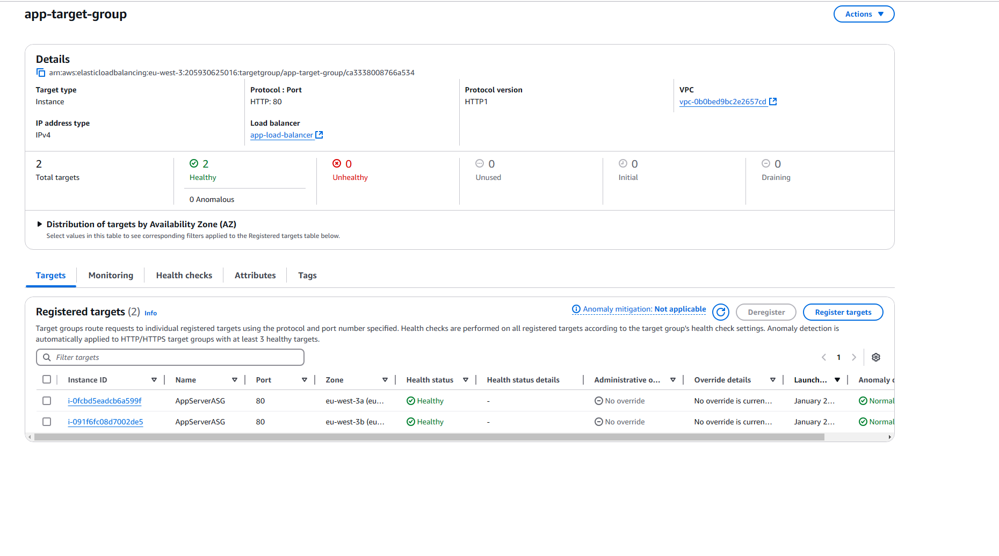 app-target-group
Actions
Details
arn:aws:elasticloadbalancing:eu-west-3:205930625016:targetgroup/app-target-group/ca3338008766a534
Target type
Instance
Protocol : Port
HTTP: 80
Protocol version
HTTP1
VPC
vpc-0b0bed9bc2e2657cd
IP address type
IPv4
Load balancer
app-load-balancer
2
Total targets
2
Healthy
0 Anomalous
0
Unhealthy
0
Unused
0
Initial
0
Draining
Distribution of targets by Availability Zone (AZ)
Select values in this table to see corresponding filters applied to the Registered targets table below.
Targets Monitoring Health checks Attributes Tags
Registered targets (2) Info
Anomaly mitigation: Not applicable
Deregister
Register targets
Target groups route requests to individual registered targets using the protocol and port number specified. Health checks are performed on all registered targets according to the target group's health check settings. Anomaly detection is
automatically applied to HTTP/HTTPS target groups with at least 3 healthy targets.
Filter targets
1
Instance ID Name Port Zone Health status Health status details Administrative o... Override details Launch... Anomaly
i-0fcbd5eadcb6a599f AppServerASG 80 eu-west-3a (eu... Healthy - No override No override is curren... January 2... Normal
i-091f6fc08d7002de5 AppServerASG 80 eu-west-3b (eu... Healthy - No override No override is curren... January 2... Normal